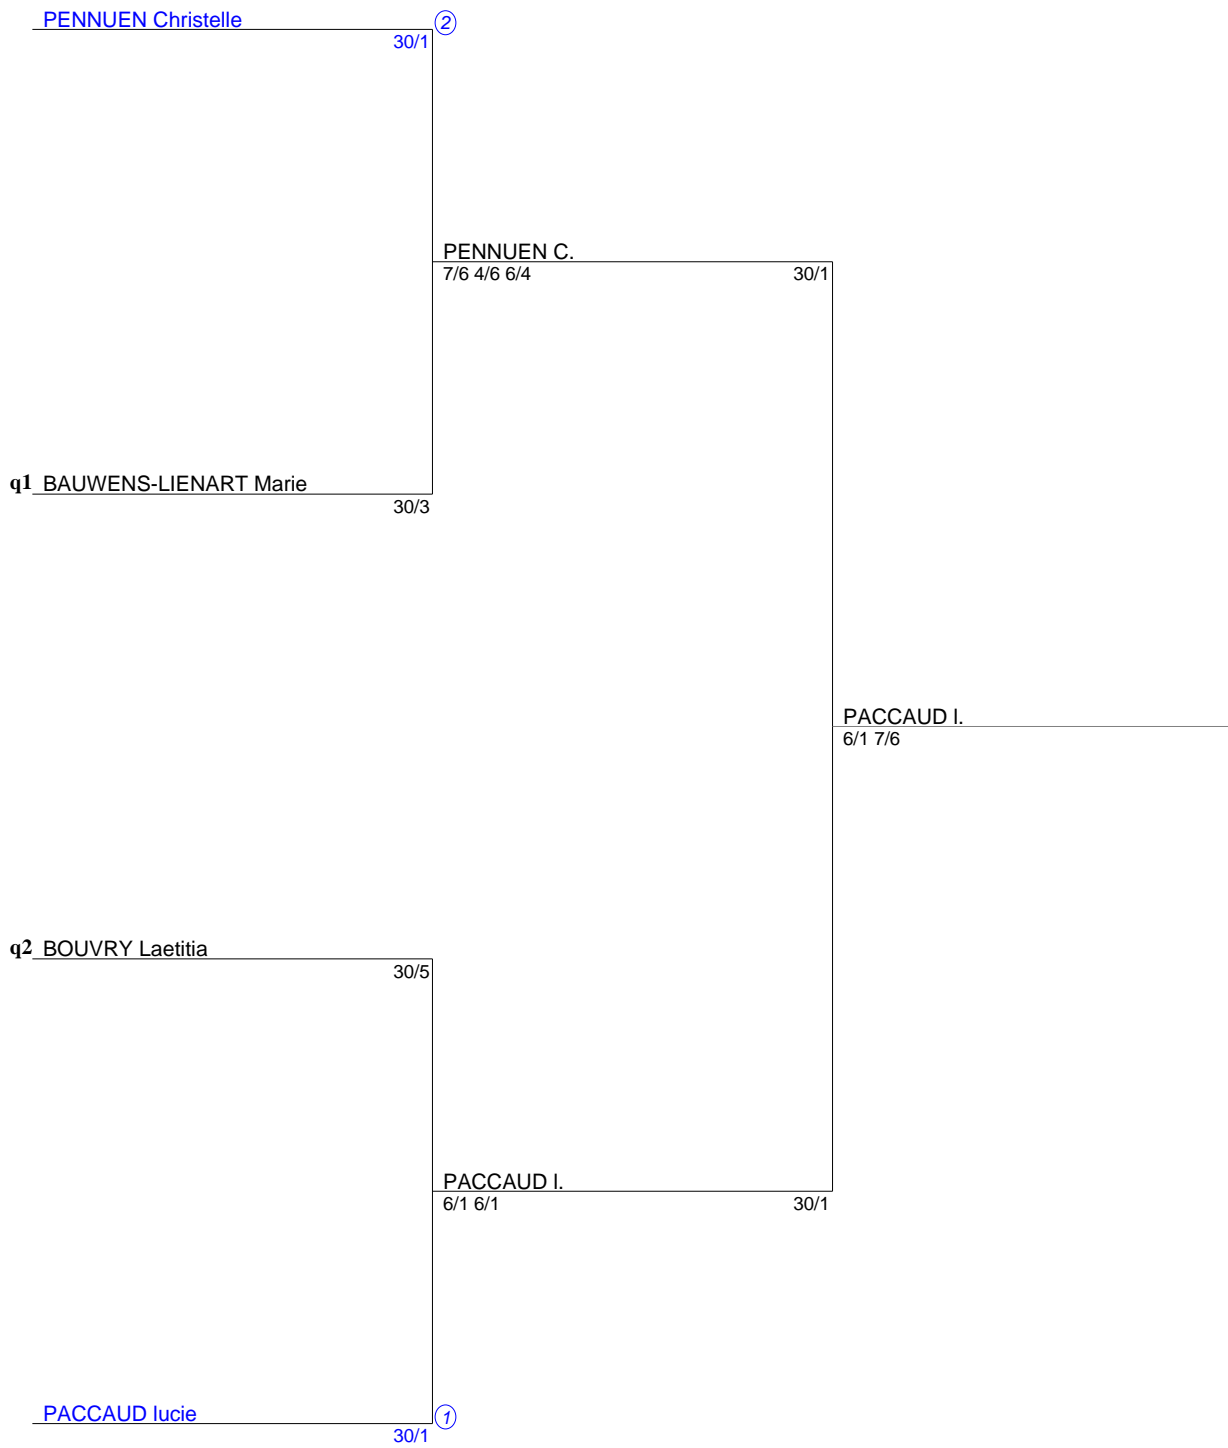 PENNUEN Christelle
2
30/1
PENNUEN C.
7/6 4/6 6/4
30/1
q1 BAUWENS-LIENART Marie
30/3
PACCAUD l.
6/1 7/6
q2 BOUVRY Laetitia
30/5
PACCAUD l.
6/1 6/1
30/1
PACCAUD lucie
1
30/1